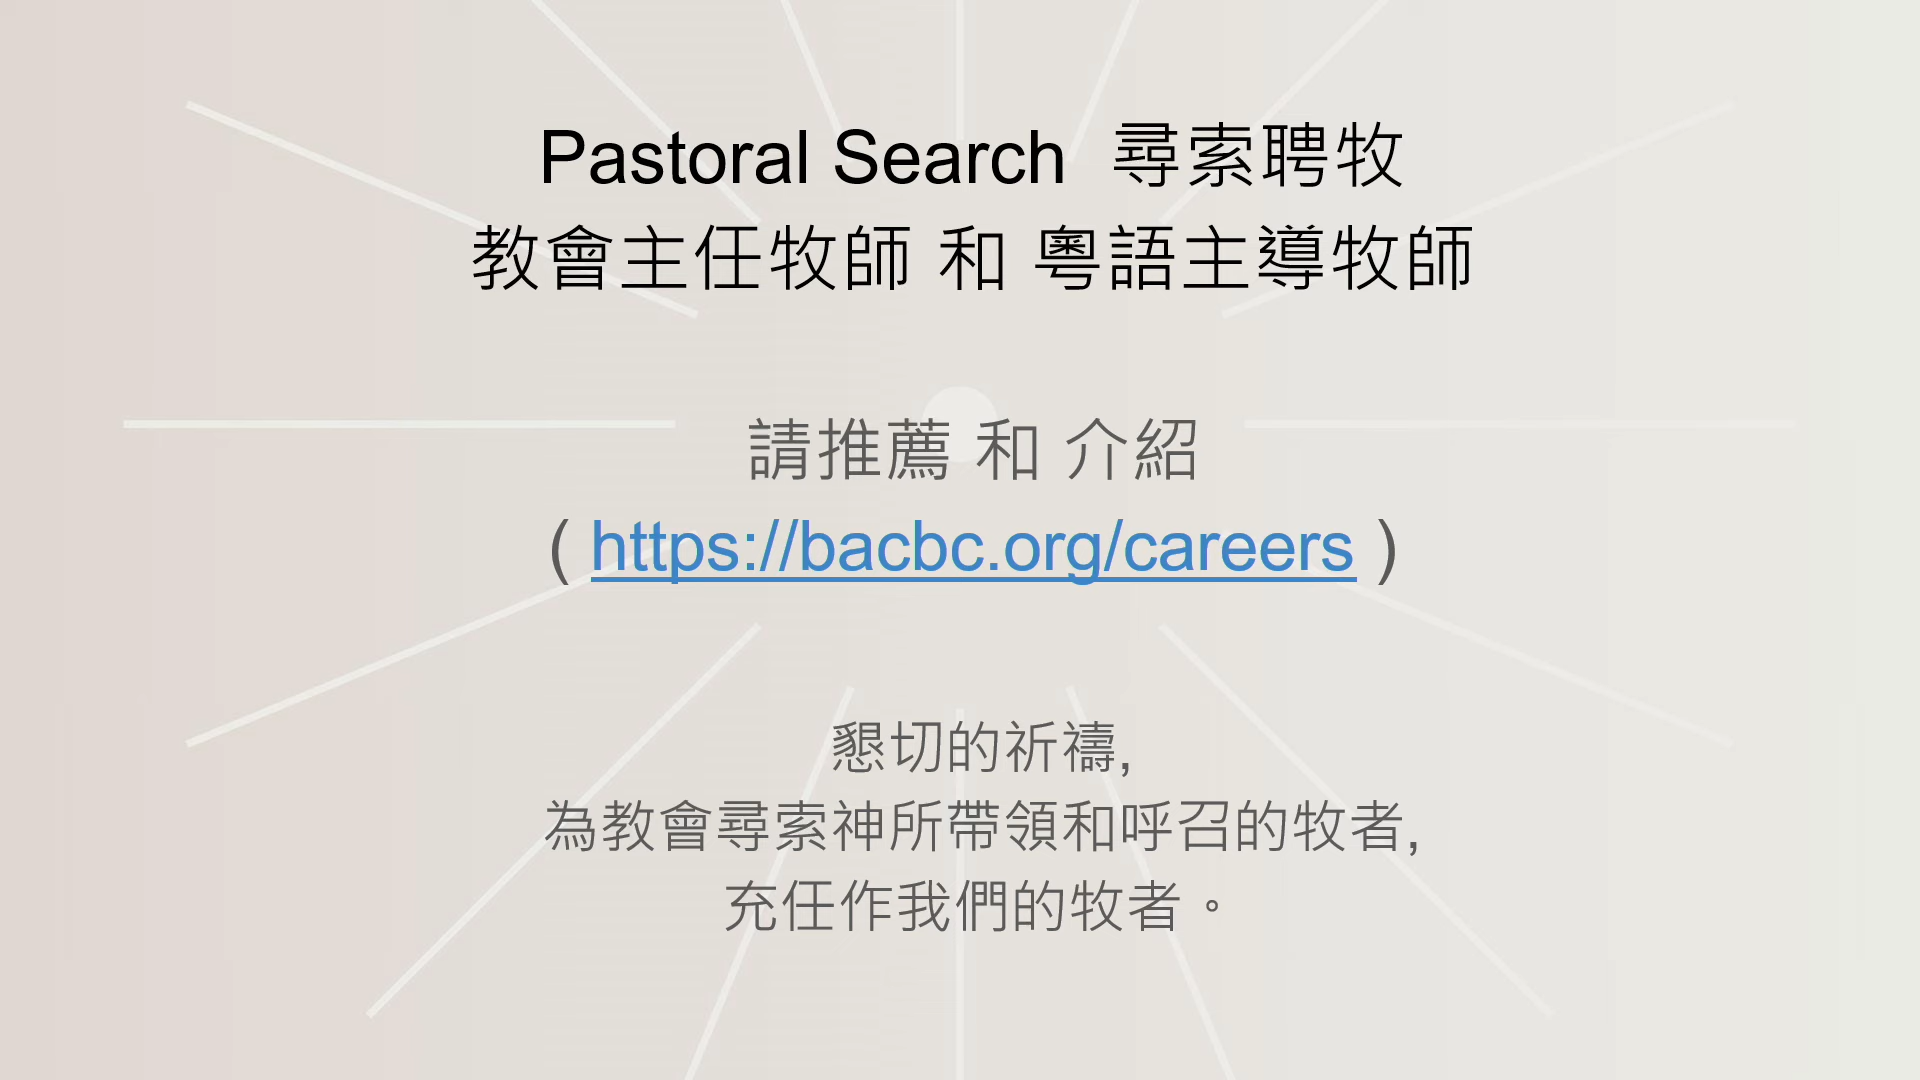 Pastoral Search 尋索聘牧
教會主任牧師 和 粵語主導牧師
請推薦 和 介紹
( https://bacbc.org/careers )
懇切的祈禱,
為教會尋索神所帶領和呼召的牧者,
充任作我們的牧者。